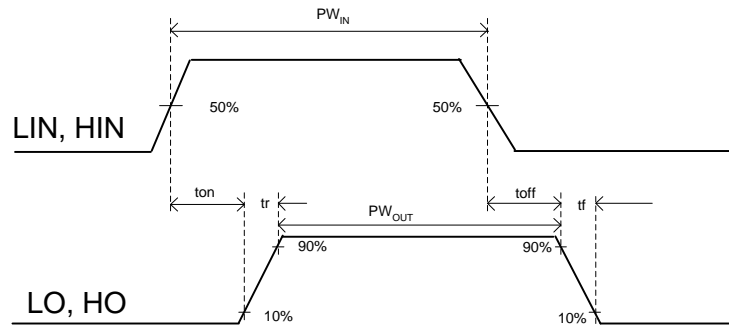 PW_IN
50% 50%
LIN, HIN
ton tr toff tf
PW_OUT
90% 90%
LO, HO 10% 10%